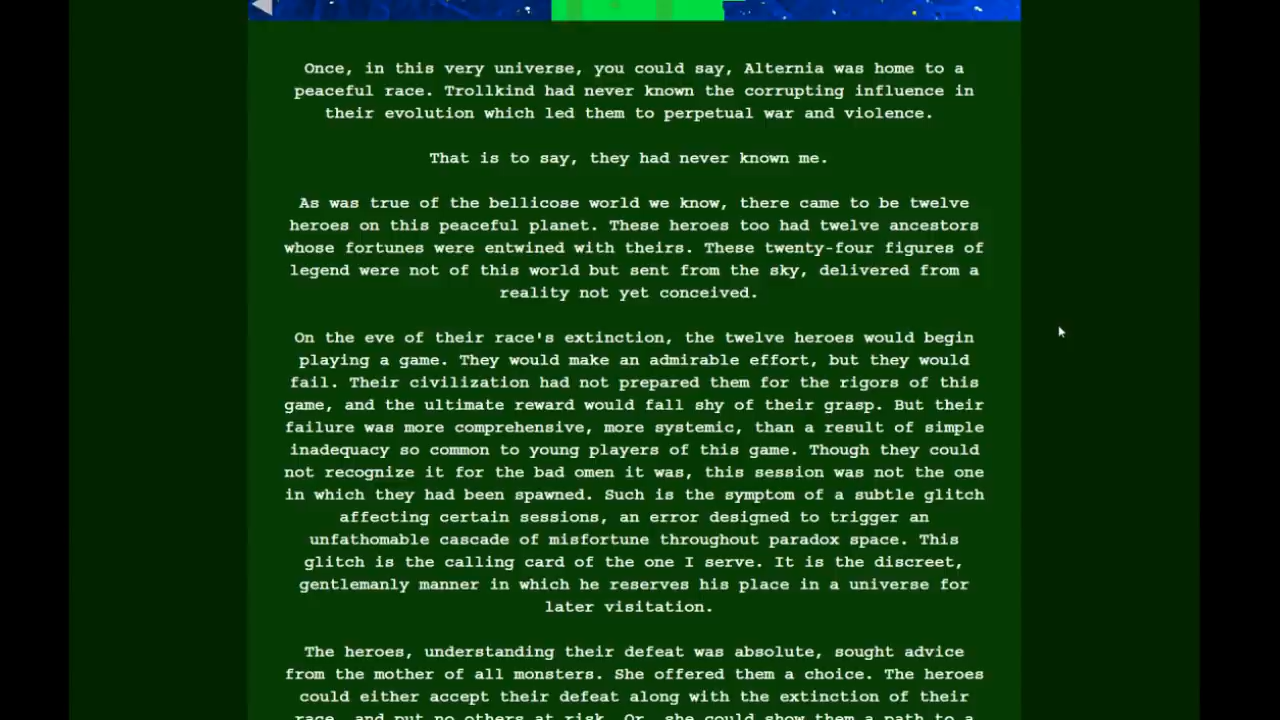 Once, in this very universe, you could say, Alternia was home to a
peaceful race. Trollkind had never known the corrupting influence in
their evolution which led them to perpetual war and violence.
That is to say, they had never known me.
As was true of the bellicose world we know, there came to be twelve
heroes on this peaceful planet. These heroes too had twelve ancestors
whose fortunes were entwined with theirs. These twenty-four figures of
legend were not of this world but sent from the sky, delivered from a
reality not yet conceived.
On the eve of their race's extinction, the twelve heroes would begin
playing a game. They would make an admirable effort, but they would
fail. Their civilization had not prepared them for the rigors of this
game, and the ultimate reward would fall shy of their grasp. But their
failure was more comprehensive, more systemic, than a result of simple
inadequacy so common to young players of this game. Though they could
not recognize it for the bad omen it was, this session was not the one
in which they had been spawned. Such is the symptom of a subtle glitch
affecting certain sessions, an error designed to trigger an
unfathomable cascade of misfortune throughout paradox space. This
glitch is the calling card of the one I serve. It is the discreet,
gentlemanly manner in which he reserves his place in a universe for
later visitation.
The heroes, understanding their defeat was absolute, sought advice
from the mother of all monsters. She offered them a choice. The heroes
could either accept their defeat along with the extinction of their
race, and put no others at risk. Or, she could show them a path to a